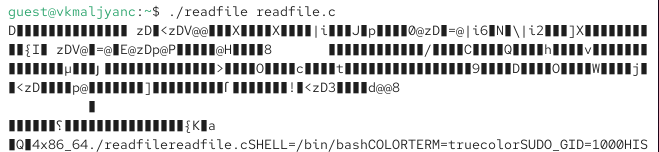 guest@vkmaljyanc:~$ ./readfile readfile.c
D▮▮▮▮▮▮▮▮▮▮▮▮▮▮ zD▮<zDV@@▮▮▮X▮▮▮▮X▮▮▮▮|i▮▮▮J▮p▮▮▮▮0@zD▮=@|i6▮N▮\|i2▮▮▮]X▮▮▮▮▮▮▮▮
▮▮{I▮ zDV@▮=@▮E@zDp@P▮▮▮▮▮@H▮▮▮▮8 ▮▮▮▮▮▮▮▮▮▮▮▮/▮▮▮▮C▮▮▮▮Q▮▮▮▮h▮▮▮▮v▮▮▮▮▮▮▮
▮▮▮▮▮▮▮µ▮▮▮▮▮▮▮▮▮▮▮▮▮▮▮▮▮▮▮>▮▮▮▮O▮▮▮▮c▮▮▮▮t▮▮▮▮▮▮▮▮▮▮▮▮▮▮▮▮9▮▮▮▮D▮▮▮▮O▮▮▮▮W▮▮▮▮j▮
▮<zD▮▮▮▮p@▮▮▮▮▮▮▮]▮▮▮▮▮▮▮▮▮▮▮▮▮▮▮▮!▮<zD3▮▮▮▮d@@8
▮
▮▮▮▮▮▮▮▮▮▮▮▮▮▮▮▮▮▮▮▮▮▮{K▮a
▮Q▮4x86_64./readfilereadfile.cSHELL=/bin/bashCOLORTERM=truecolorSUDO_GID=1000HIS